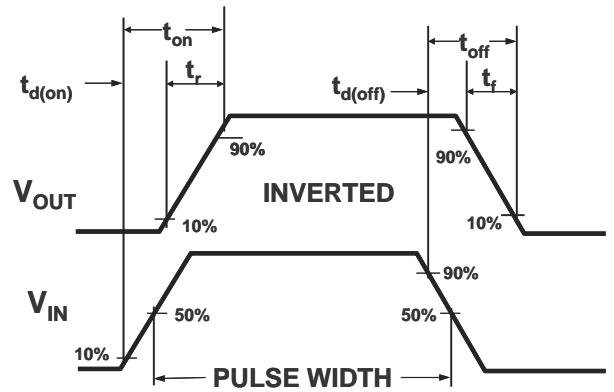 t_on
t_off
t_d(on)
t_r
t_d(off)
t_f
90%
90%
V_OUT
INVERTED
10%
10%
90%
V_IN
50%
50%
10%
PULSE WIDTH